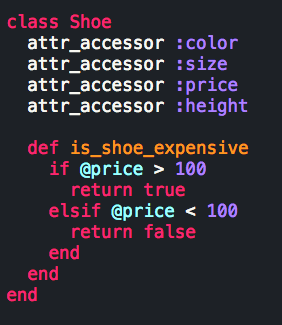 class Shoe
  attr_accessor :color
  attr_accessor :size
  attr_accessor :price
  attr_accessor :height

  def is_shoe_expensive
    if @price > 100
      return true
    elsif @price < 100
      return false
    end
  end
end